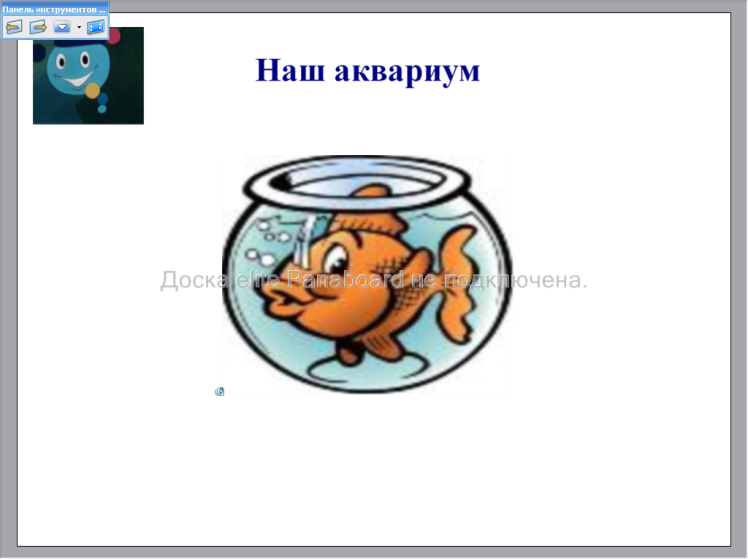 Панель инструментов ...
Наш аквариум
Доска elite Panaboard не подключена.